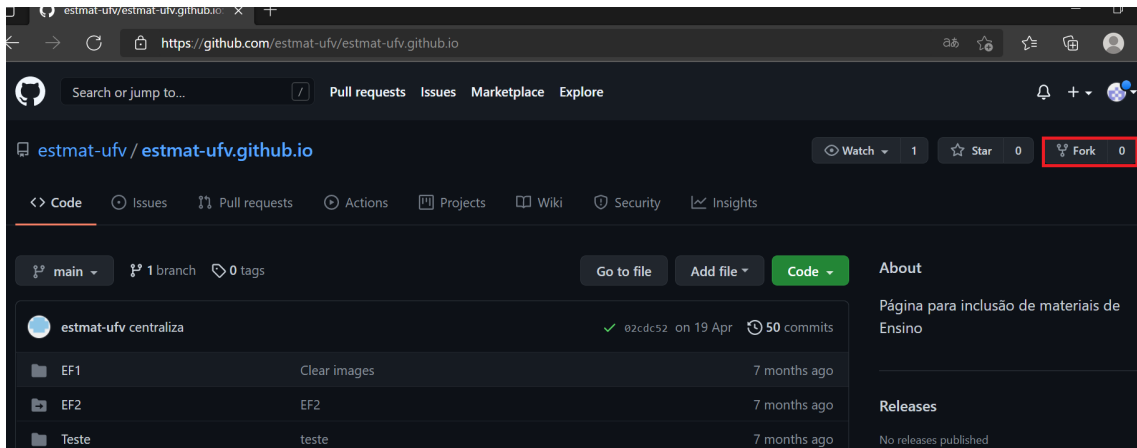 estmat-ufv/estmat-ufv.github.io:
https://github.com/estmat-ufv/estmat-ufv.github.io
aあ
Search or jump to... / Pull requests Issues Marketplace Explore
estmat-ufv / estmat-ufv.github.io
Watch 1 Star 0 Fork 0
<> Code Issues Pull requests Actions Projects Wiki Security Insights
main 1 branch 0 tags Go to file Add file Code
About
Página para inclusão de materiais de
Ensino
estmat-ufv centraliza 02cdc52 on 19 Apr 50 commits
EF1 Clear images 7 months ago
EF2 EF2 7 months ago
Releases
Teste teste 7 months ago
No releases published